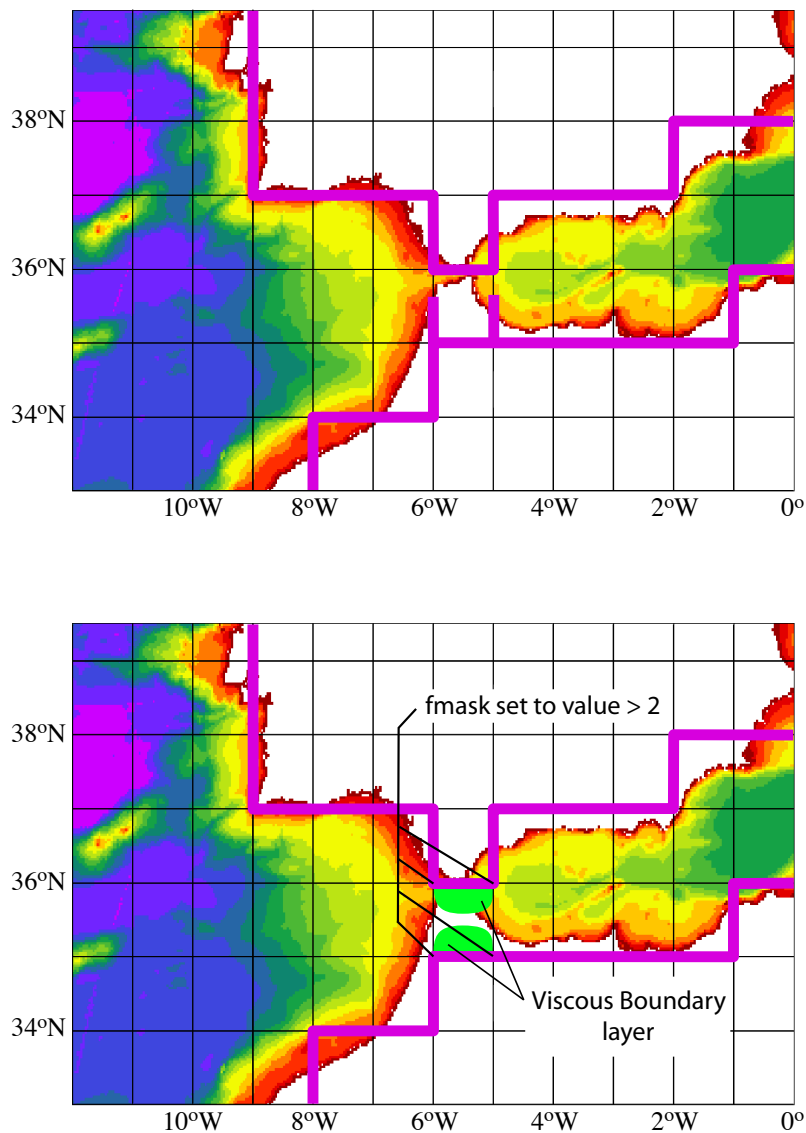 38ºN
36ºN
34ºN
10ºW 8ºW 6ºW 4ºW 2ºW 0º
fmask set to value > 2
38ºN
36ºN
Viscous Boundary
layer
34ºN
10ºW 8ºW 6ºW 4ºW 2ºW 0º